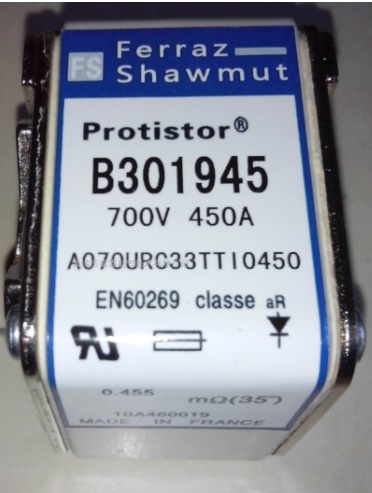 FS Ferraz
Shawmut
Protistor®
B301945
700V 450A
A070URC33TTI0450
EN60269 classe aR
0.455 mΩ(35°)
10A460019
MADE IN FRANCE